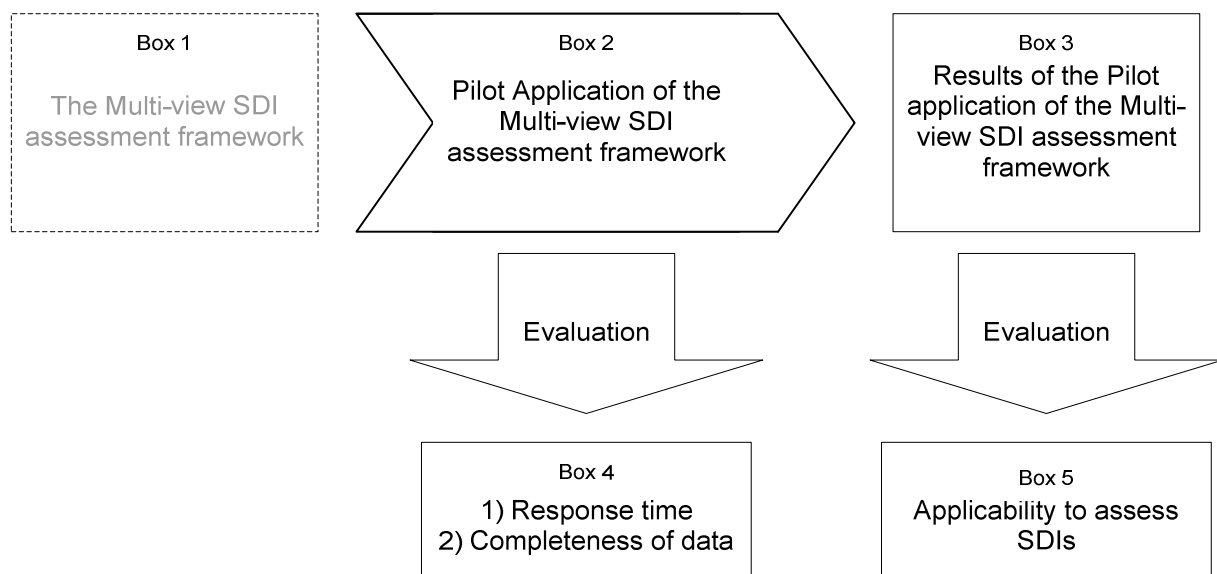 Box 1
The Multi-view SDI
assessment framework
Box 2
Pilot Application of the
Multi-view SDI
assessment framework
Box 3
Results of the Pilot
application of the Multi-
view SDI assessment
framework
Evaluation
Evaluation
Box 4
1) Response time
2) Completeness of data
Box 5
Applicability to assess
SDIs